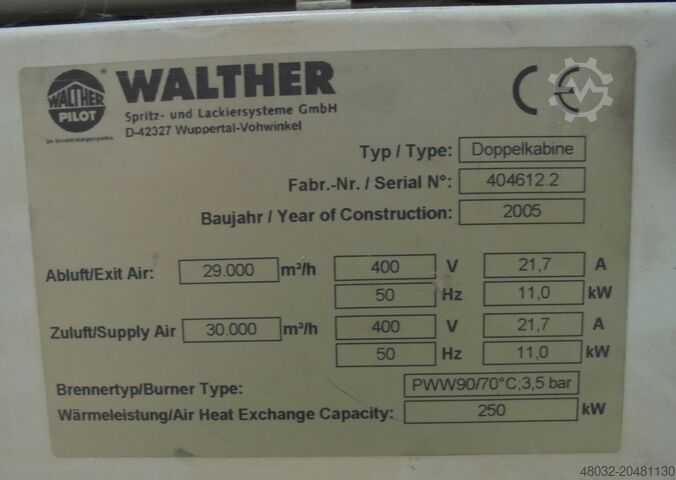 WALTHER
PILOT
WALTHER
Spritz- und Lackiersysteme GmbH
D-42327 Wuppertal-Vohwinkel
CE
Typ / Type: Doppelkabine
Fabr.-Nr. / Serial N°: 404612.2
Baujahr / Year of Construction: 2005
Abluft/Exit Air: 29.000 m³/h 400 V 21,7 A
50 Hz 11,0 kW
Zuluft/Supply Air 30.000 m³/h 400 V 21,7 A
50 Hz 11,0 kW
Brennertyp/Burner Type: PWW90/70°C;3,5 bar
Wärmeleistung/Air Heat Exchange Capacity: 250 kW
48032-20481130